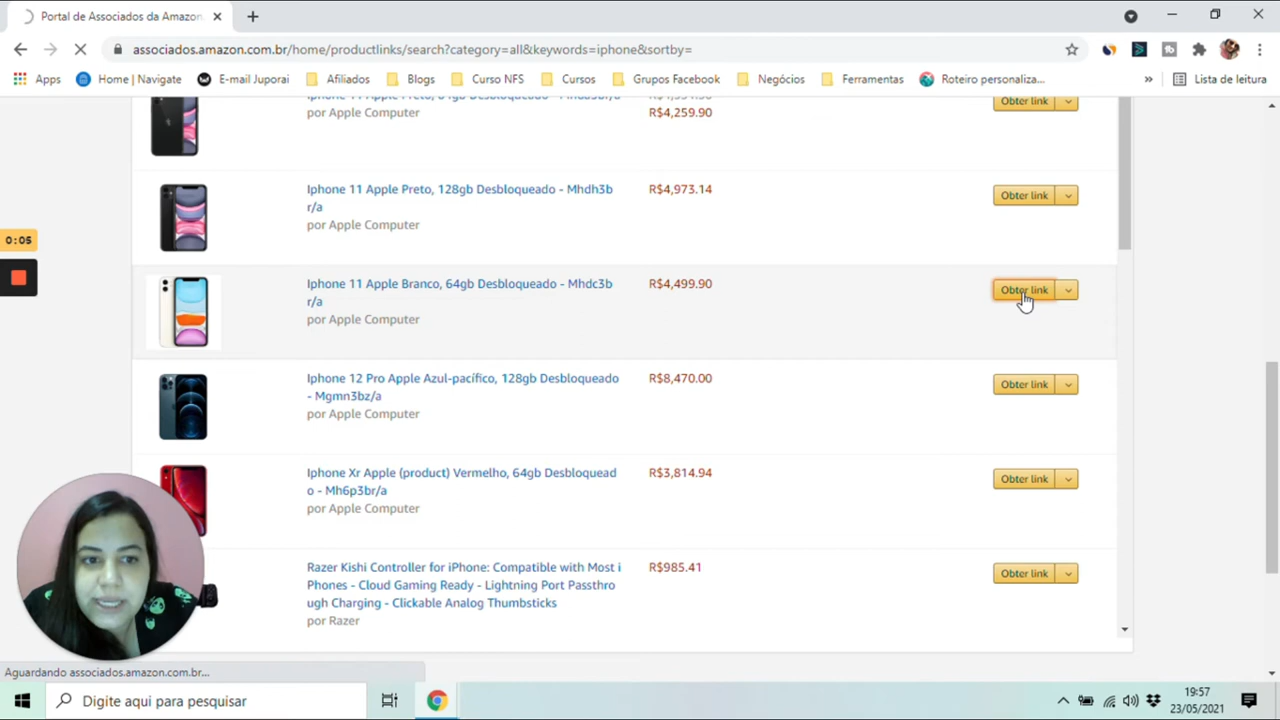 Portal de Associados da Amazon
associados.amazon.com.br/home/productlinks/search?category=all&keywords=iphone&sortby=
Apps
Home | Navigate
E-mail Juporai
Afiliados
Blogs
Curso NFS
Cursos
Grupos Facebook
Negócios
Ferramentas
Roteiro personaliza...
»
Lista de leitura
por Apple Computer
R$4,259.90
Obter link
Iphone 11 Apple Preto, 128gb Desbloqueado - Mhdh3b
r/a
por Apple Computer
R$4,973.14
Obter link
0:05
Iphone 11 Apple Branco, 64gb Desbloqueado - Mhdc3b
r/a
por Apple Computer
R$4,499.90
Obter link
Iphone 12 Pro Apple Azul-pacífico, 128gb Desbloqueado
- Mgmn3bz/a
por Apple Computer
R$8,470.00
Obter link
Iphone Xr Apple (product) Vermelho, 64gb Desbloquead
o - Mh6p3br/a
por Apple Computer
R$3,814.94
Obter link
Razer Kishi Controller for iPhone: Compatible with Most i
Phones - Cloud Gaming Ready - Lightning Port Passthro
ugh Charging - Clickable Analog Thumbsticks
por Razer
R$985.41
Obter link
Aguardando associados.amazon.com.br...
Digite aqui para pesquisar
19:57
23/05/2021